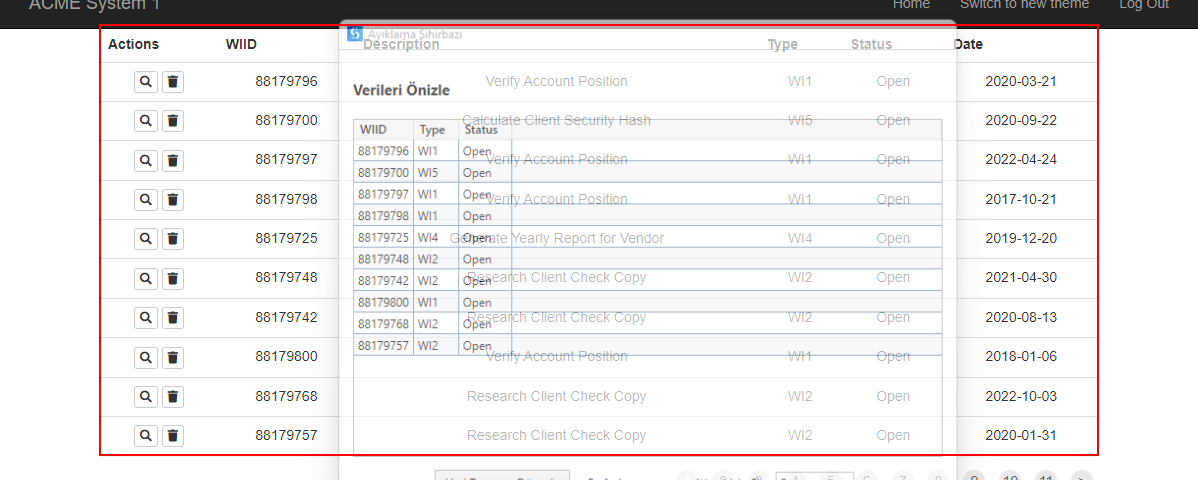 ACME System 1 Home Switch to new theme Log Out
Actions WIID Description Type Status Date
88179796 Verify Account Position WI1 Open 2020-03-21
88179700 Calculate Client Security Hash WI5 Open 2020-09-22
88179797 Verify Account Position WI1 Open 2022-04-24
88179798 Verify Account Position WI1 Open 2017-10-21
88179725 Generate Yearly Report for Vendor WI4 Open 2019-12-20
88179748 Research Client Check Copy WI2 Open 2021-04-30
88179742 Research Client Check Copy WI2 Open 2020-08-13
88179800 Verify Account Position WI1 Open 2018-01-06
88179768 Research Client Check Copy WI2 Open 2022-10-03
88179757 Research Client Check Copy WI2 Open 2020-01-31
Ayıklama Sihirbazı
Verileri Önizle
WIID Type Status
88179796 WI1 Open
88179700 WI5 Open
88179797 WI1 Open
88179798 WI1 Open
88179725 WI4 Open
88179748 WI2 Open
88179742 WI2 Open
88179800 WI1 Open
88179768 WI2 Open
88179757 WI2 Open